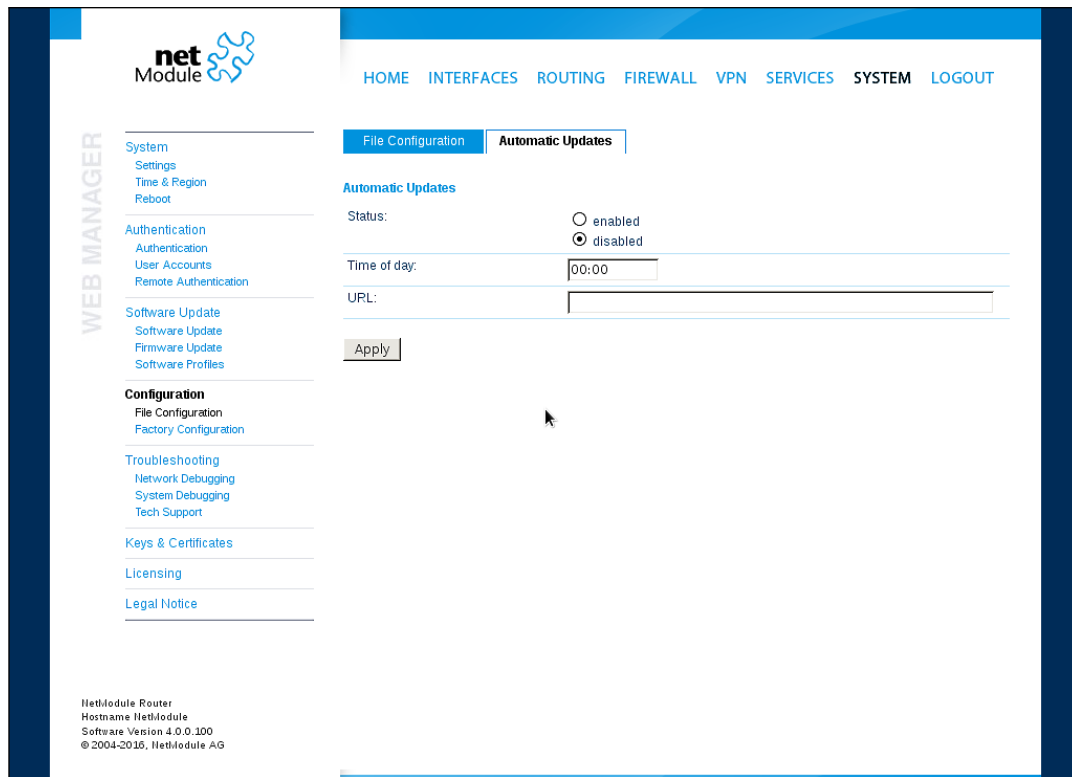 net
Module
HOME INTERFACES ROUTING FIREWALL VPN SERVICES SYSTEM LOGOUT
WEB MANAGER
System
Settings
Time & Region
Reboot
Authentication
Authentication
User Accounts
Remote Authentication
Software Update
Software Update
Firmware Update
Software Profiles
Configuration
File Configuration
Factory Configuration
Troubleshooting
Network Debugging
System Debugging
Tech Support
Keys & Certificates
Licensing
Legal Notice
File Configuration Automatic Updates
Automatic Updates
Status:
enabled
disabled
Time of day: 00:00
URL:
Apply
NetModule Router
Hostname NetModule
Software Version 4.0.0.100
© 2004-2016, NetModule AG